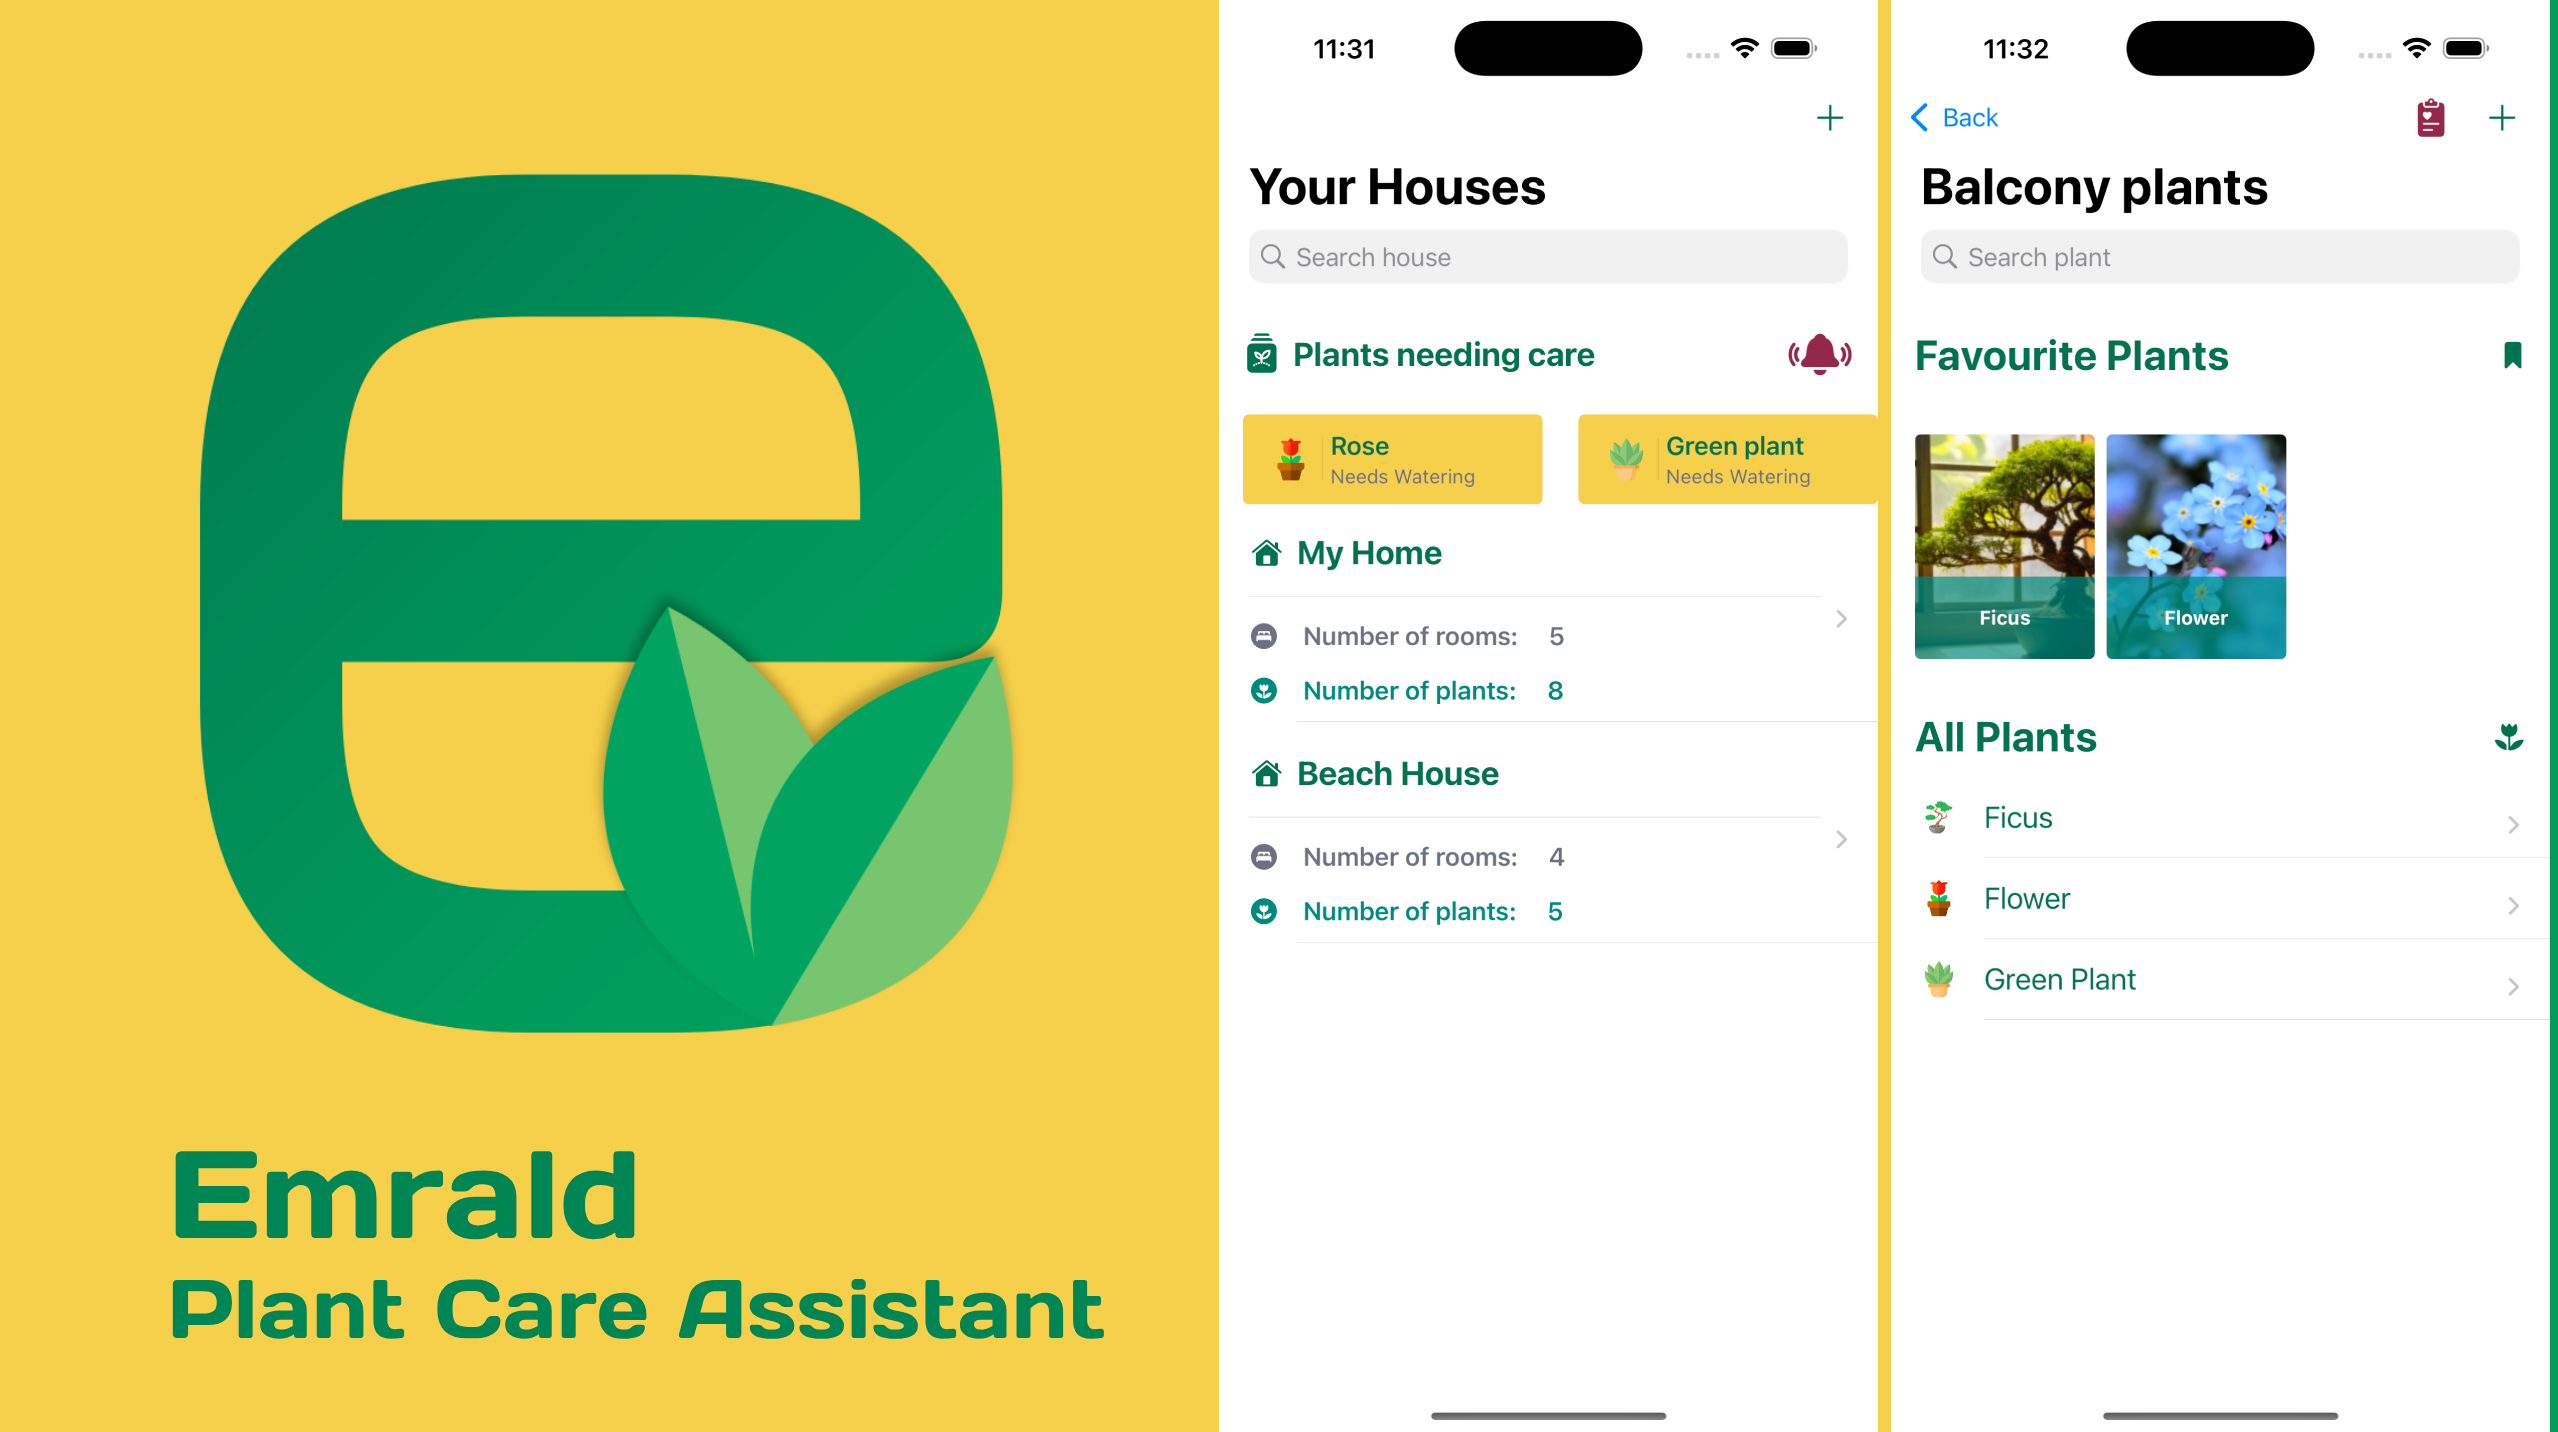 Emrald
Plant Care Assistant
11:31
Your Houses
Search house
Plants needing care
Rose
Needs Watering
Green plant
Needs Watering
My Home
Number of rooms: 5
Number of plants: 8
Beach House
Number of rooms: 4
Number of plants: 5
11:32
Back
Balcony plants
Search plant
Favourite Plants
Ficus
Flower
All Plants
Ficus
Flower
Green Plant